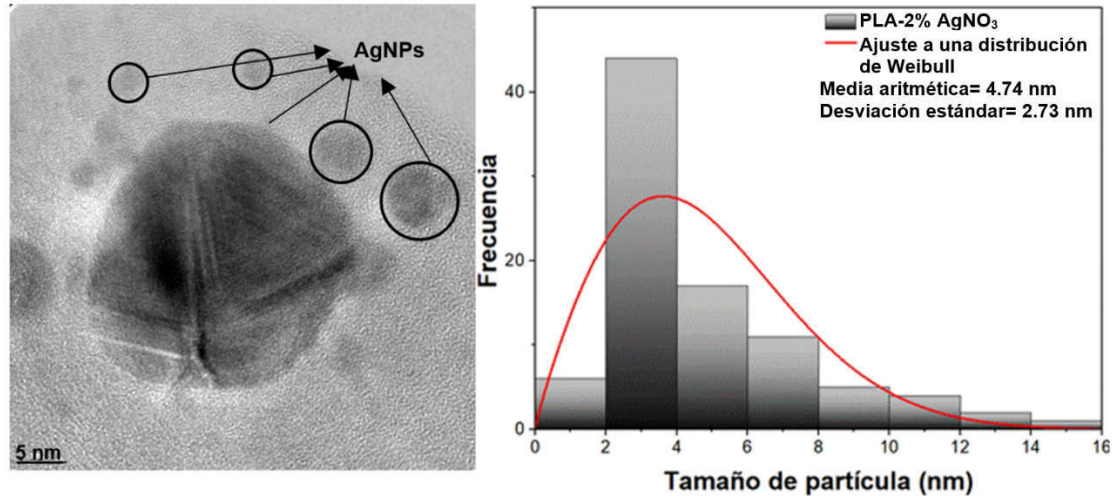 AgNPs
5 nm
Frecuencia
40
20
0
0 2 4 6 8 10 12 14 16
Tamaño de partícula (nm)
PLA-2% AgNO₃
Ajuste a una distribución
de Weibull
Media aritmética= 4.74 nm
Desviación estándar= 2.73 nm